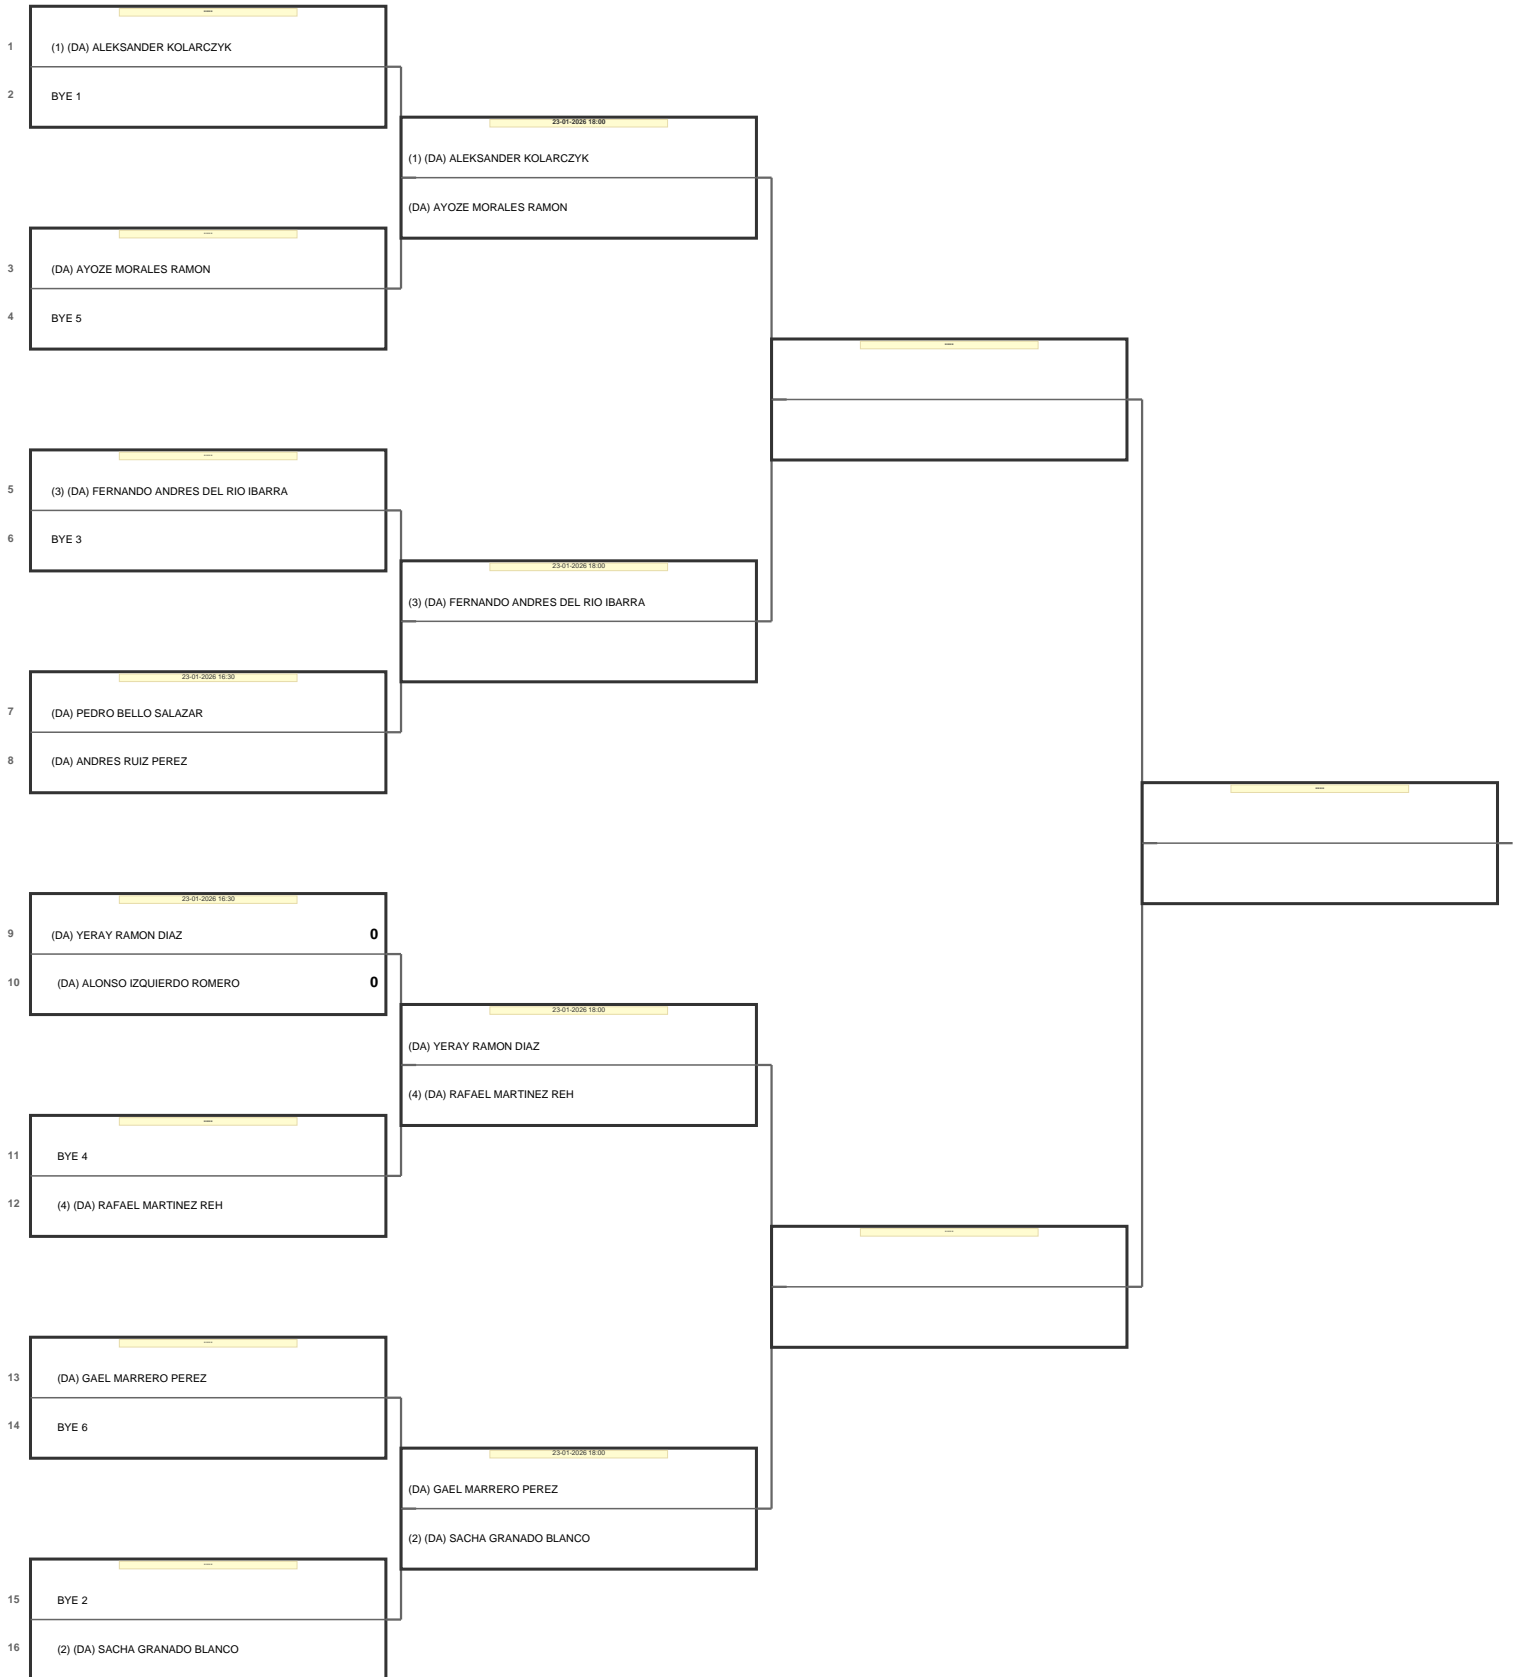 1 (1) (DA) ALEKSANDER KOLARCZYK
2 BYE 1
23-01-2026 18:00
(1) (DA) ALEKSANDER KOLARCZYK
(DA) AYOZE MORALES RAMON
3 (DA) AYOZE MORALES RAMON
4 BYE 5
5 (3) (DA) FERNANDO ANDRES DEL RIO IBARRA
6 BYE 3
23-01-2026 18:00
(3) (DA) FERNANDO ANDRES DEL RIO IBARRA
23-01-2026 16:30
7 (DA) PEDRO BELLO SALAZAR
8 (DA) ANDRES RUIZ PEREZ
23-01-2026 16:30
9 (DA) YERAY RAMON DIAZ 0
10 (DA) ALONSO IZQUIERDO ROMERO 0
23-01-2026 18:00
(DA) YERAY RAMON DIAZ
(4) (DA) RAFAEL MARTINEZ REH
11 BYE 4
12 (4) (DA) RAFAEL MARTINEZ REH
13 (DA) GAEL MARRERO PEREZ
14 BYE 6
23-01-2026 18:00
(DA) GAEL MARRERO PEREZ
(2) (DA) SACHA GRANADO BLANCO
15 BYE 2
16 (2) (DA) SACHA GRANADO BLANCO